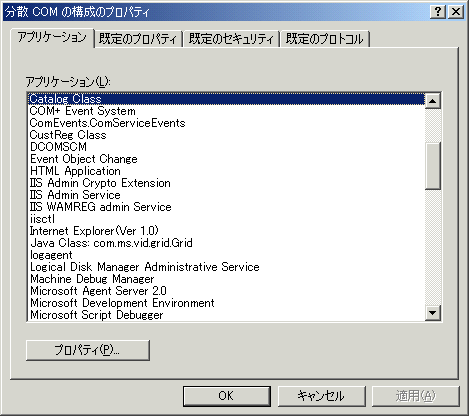 分散 COM の構成のプロパティ
アプリケーション 既定のプロパティ 既定のセキュリティ 既定のプロトコル
アプリケーション(L):
Catalog Class
COM+ Event System
ComEvents.ComServiceEvents
CustReg Class
DCOMSCM
Event Object Change
HTML Application
IIS Admin Crypto Extension
IIS Admin Service
IIS WAMREG admin Service
iisctl
Internet Explorer(Ver 1.0)
Java Class: com.ms.vid.grid.Grid
logagent
Logical Disk Manager Administrative Service
Machine Debug Manager
Microsoft Agent Server 2.0
Microsoft Development Environment
Microsoft Script Debugger
プロパティ(P)...
OK キャンセル 適用(A)